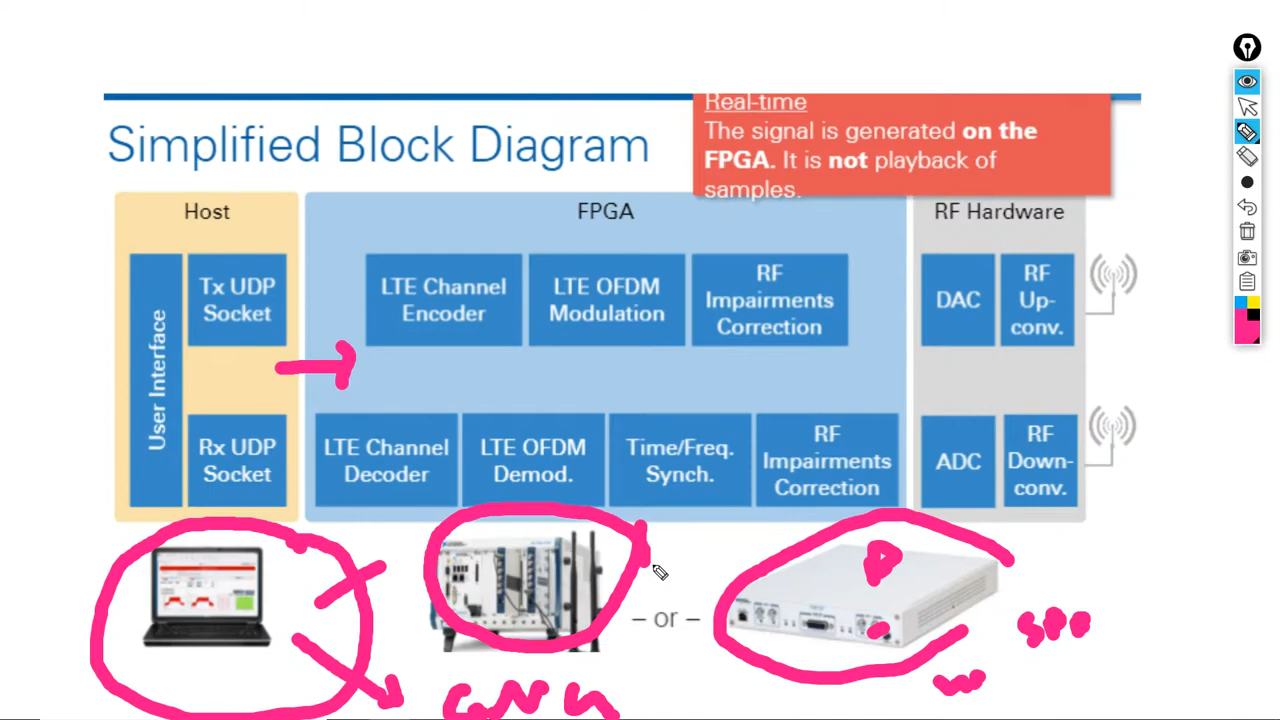 Real-time
The signal is generated on the
FPGA. It is not playback of
samples.
Simplified Block Diagram
Host
FPGA
RF Hardware
User Interface
Tx UDP
Socket
LTE Channel
Encoder
LTE OFDM
Modulation
RF
Impairments
Correction
DAC
RF
Up-
conv.
Rx UDP
Socket
LTE Channel
Decoder
LTE OFDM
Demod.
Time/Freq.
Synch.
RF
Impairments
Correction
ADC
RF
Down-
conv.
– or –